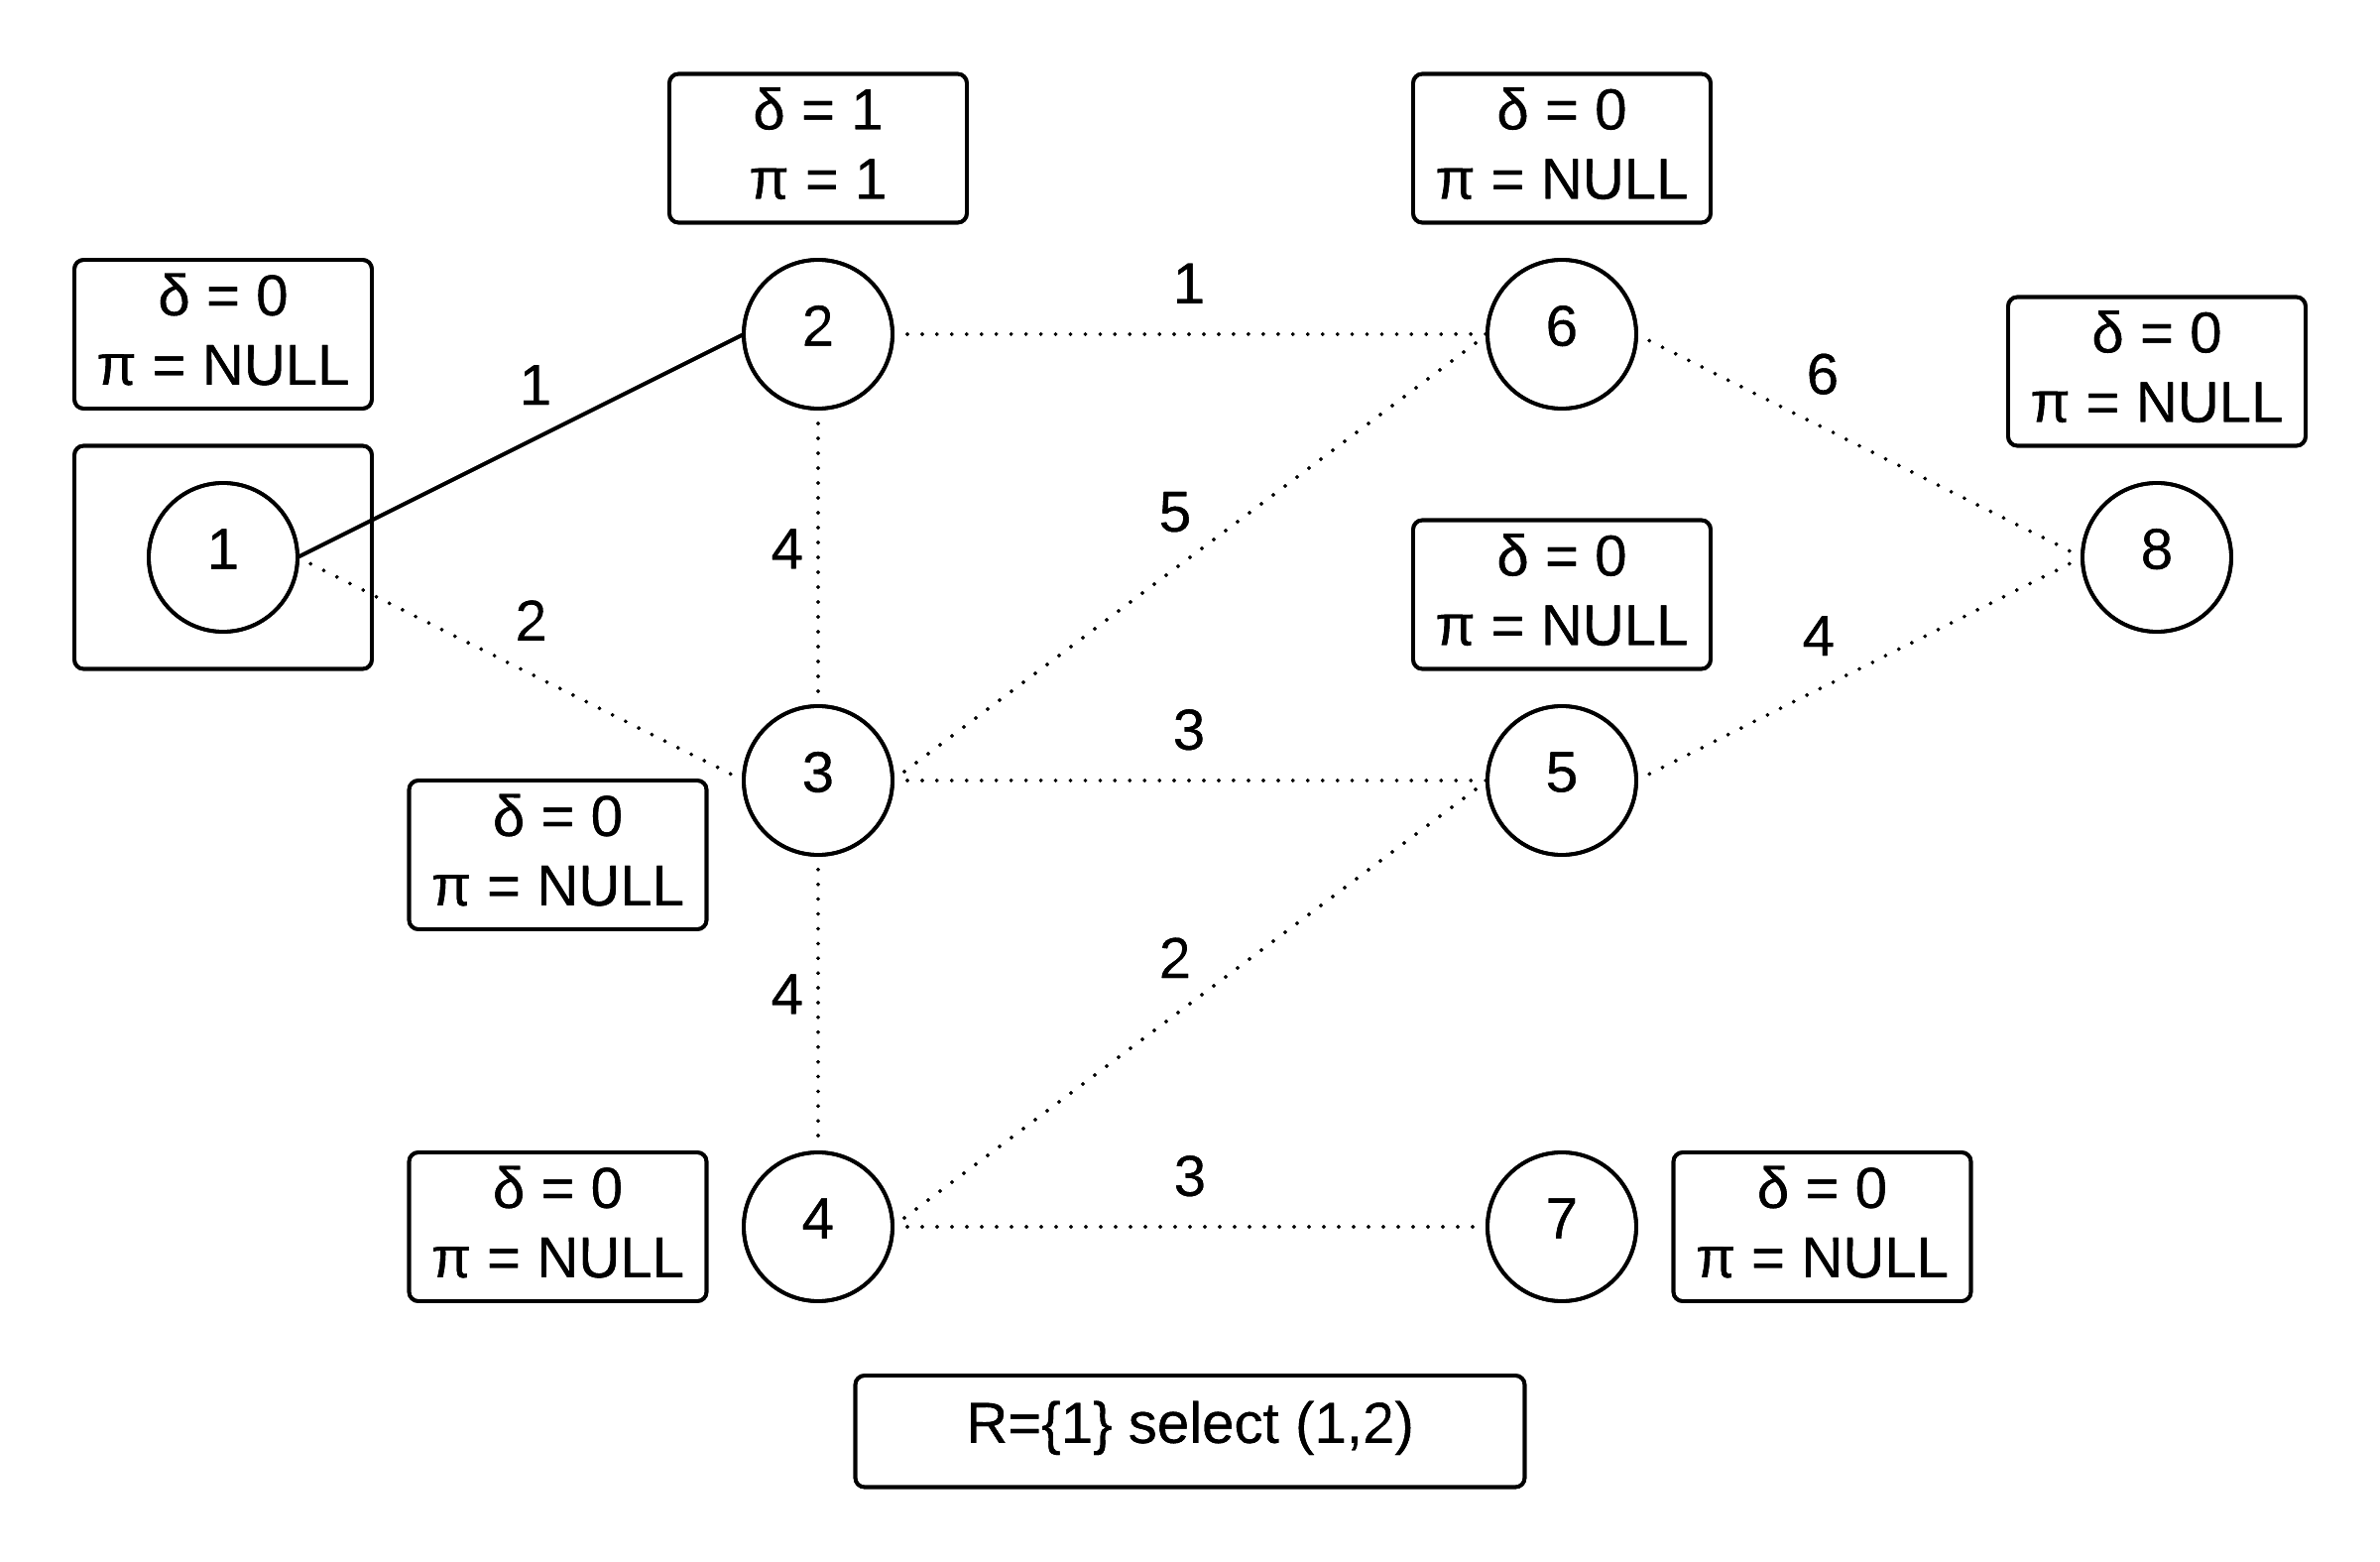 δ = 1
π = 1
δ = 0
π = NULL
δ = 0
π = NULL
2
1
6
δ = 0
π = NULL
1
6
1
4
5
δ = 0
π = NULL
8
2
4
3
3
5
δ = 0
π = NULL
4
2
δ = 0
π = NULL
4
3
7
δ = 0
π = NULL
R={1} select (1,2)